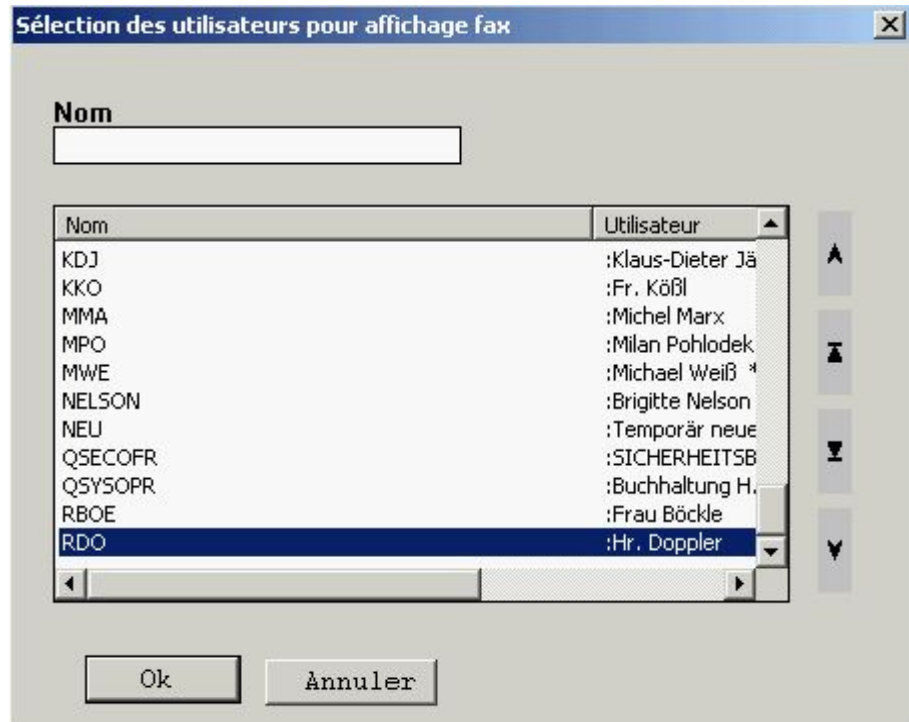 Sélection des utilisateurs pour affichage fax
Nom
Nom Utilisateur
KDJ :Klaus-Dieter Jä
KKO :Fr. Kößl
MMA :Michel Marx
MPO :Milan Pohlodek
MWE :Michael Weiß *
NELSON :Brigitte Nelson
NEU :Temporär neue
QSECOFR :SICHERHEITSB
QSYSOPR :Buchhaltung H.
RBOE :Frau Böckle
RDO :Hr. Doppler
Ok Annuler